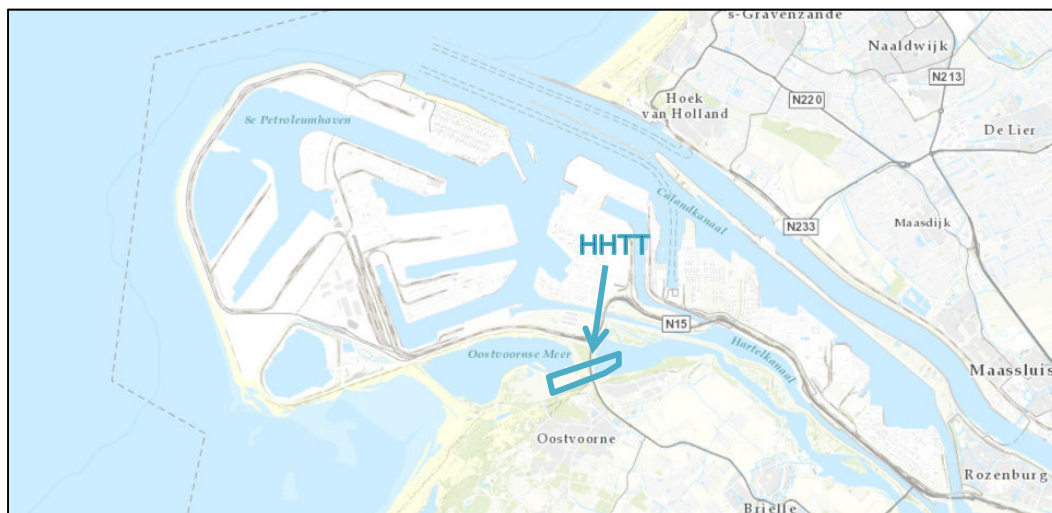 s-Gravenzande
Naaldwijk
N213
N220
Hoek
van Holland
De Lier
8e Petroleumhaven
Calandkanaal
N233
Maasdijk
HHTT
N15
Oostvoornse Meer
Hartelkanaal
Maassluis
Oostvoorne
Rozenburg
Brielle